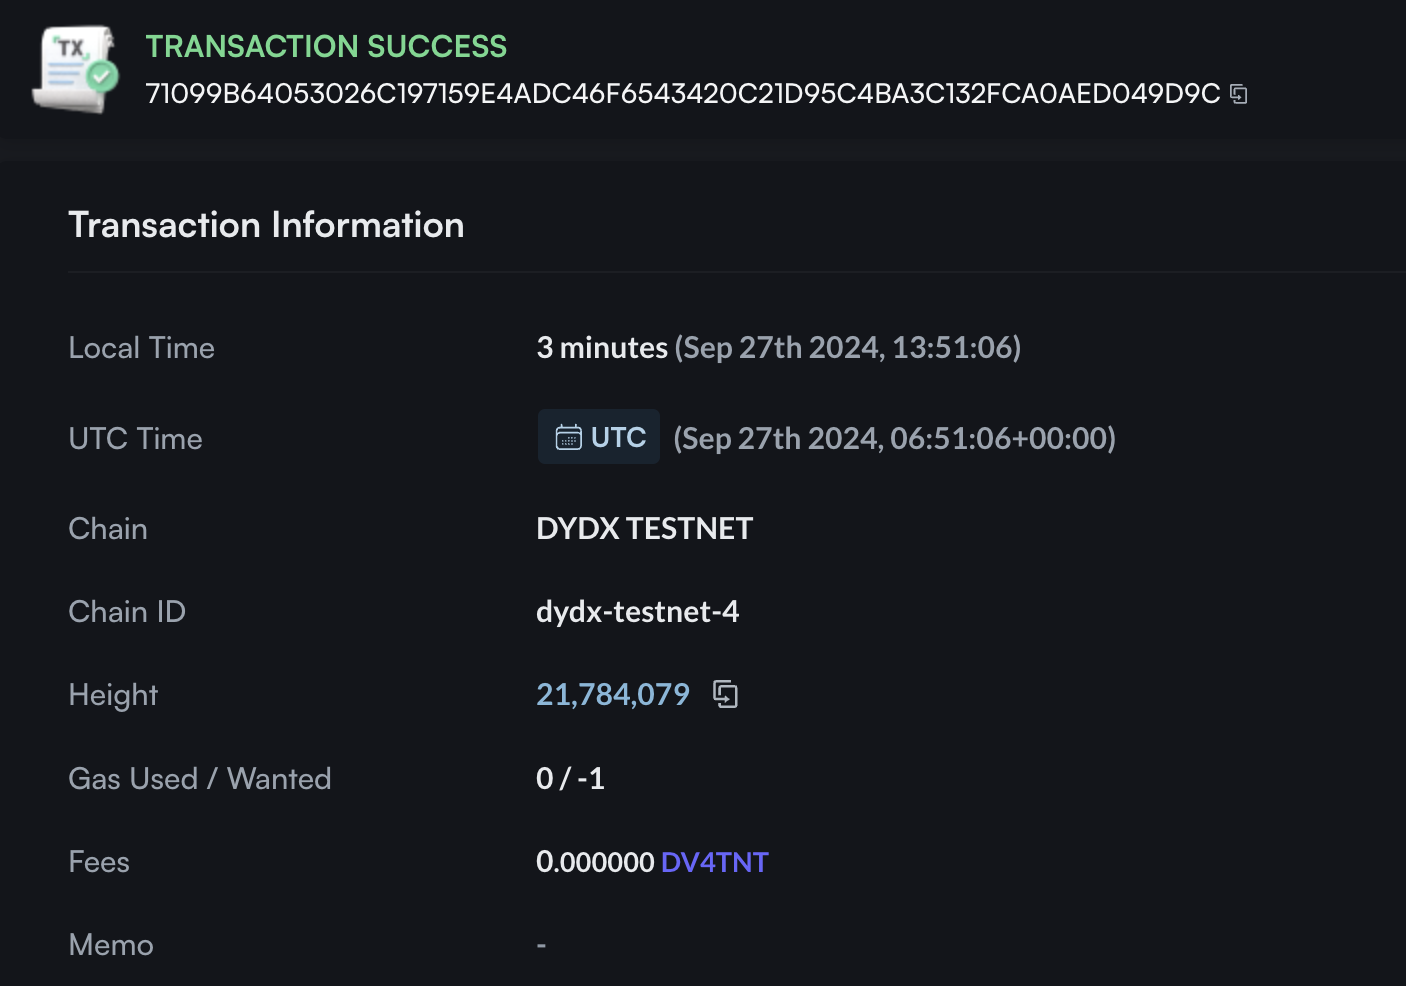 TX
TRANSACTION SUCCESS
71099B64053026C197159E4ADC46F6543420C21D95C4BA3C132FCA0AED049D9C
Transaction Information
Local Time 3 minutes (Sep 27th 2024, 13:51:06)
UTC Time UTC (Sep 27th 2024, 06:51:06+00:00)
Chain DYDX TESTNET
Chain ID dydx-testnet-4
Height 21,784,079
Gas Used / Wanted 0 / -1
Fees 0.000000 DV4TNT
Memo -